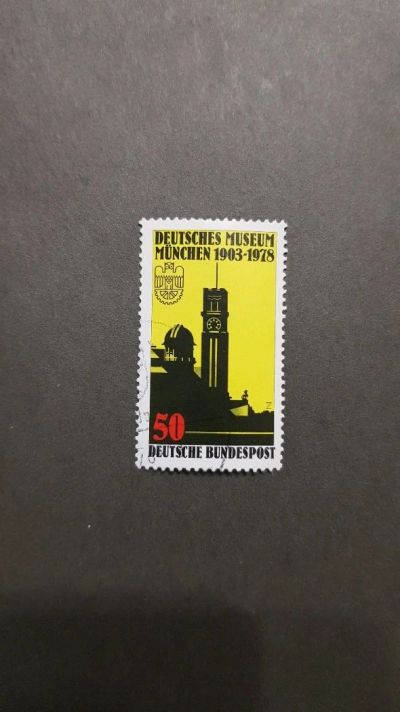 DEUTSCHES MUSEUM
MÜNCHEN 1903-1978
50
DEUTSCHE BUNDESPOST